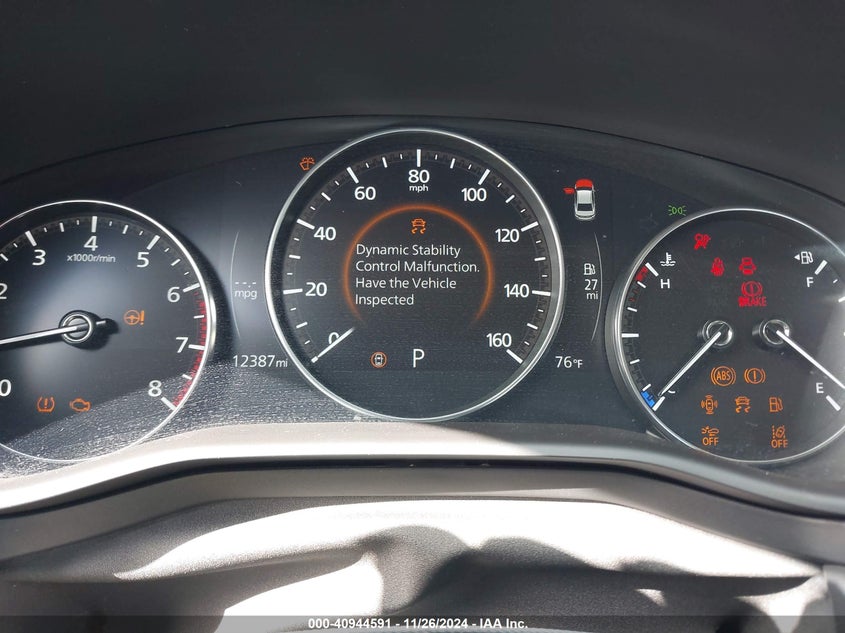 80
mph
60
100
40
120
20
140
0
160
Dynamic Stability
Control Malfunction.
Have the Vehicle
Inspected
P
4
x1000r/min
3
5
2
6
7
0
8
mpg
12387 mi
27
mi
76°F
H
F
E
BRAKE
ABS
OFF
OFF
000-40944591 - 11/26/2024 - IAA Inc.